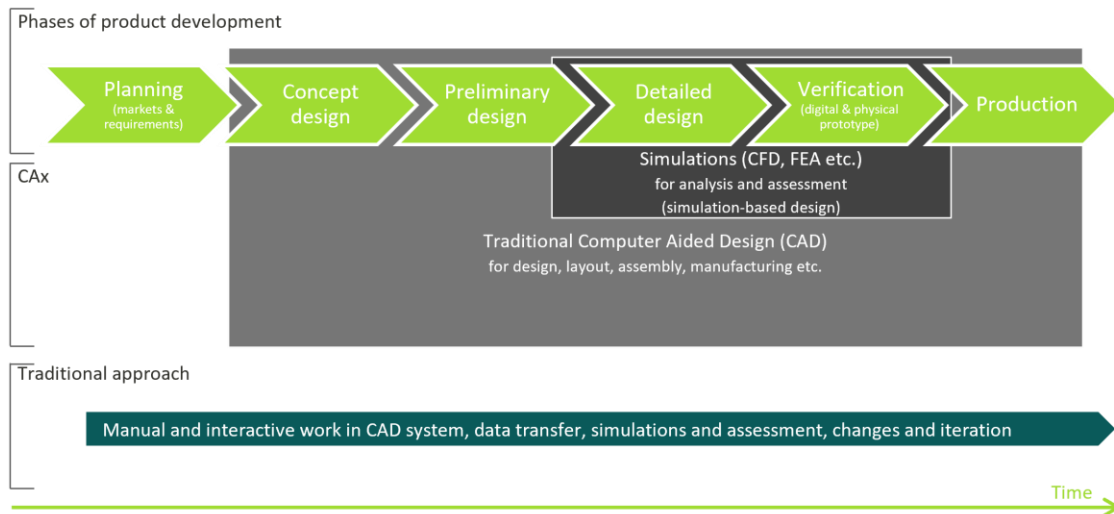 Phases of product development
Planning
(markets &
requirements)
Concept
design
Preliminary
design
Detailed
design
Verification
(digital & physical
prototype)
Production
CAx
Simulations (CFD, FEA etc.)
for analysis and assessment
(simulation-based design)
Traditional Computer Aided Design (CAD)
for design, layout, assembly, manufacturing etc.
Traditional approach
Manual and interactive work in CAD system, data transfer, simulations and assessment, changes and iteration
Time